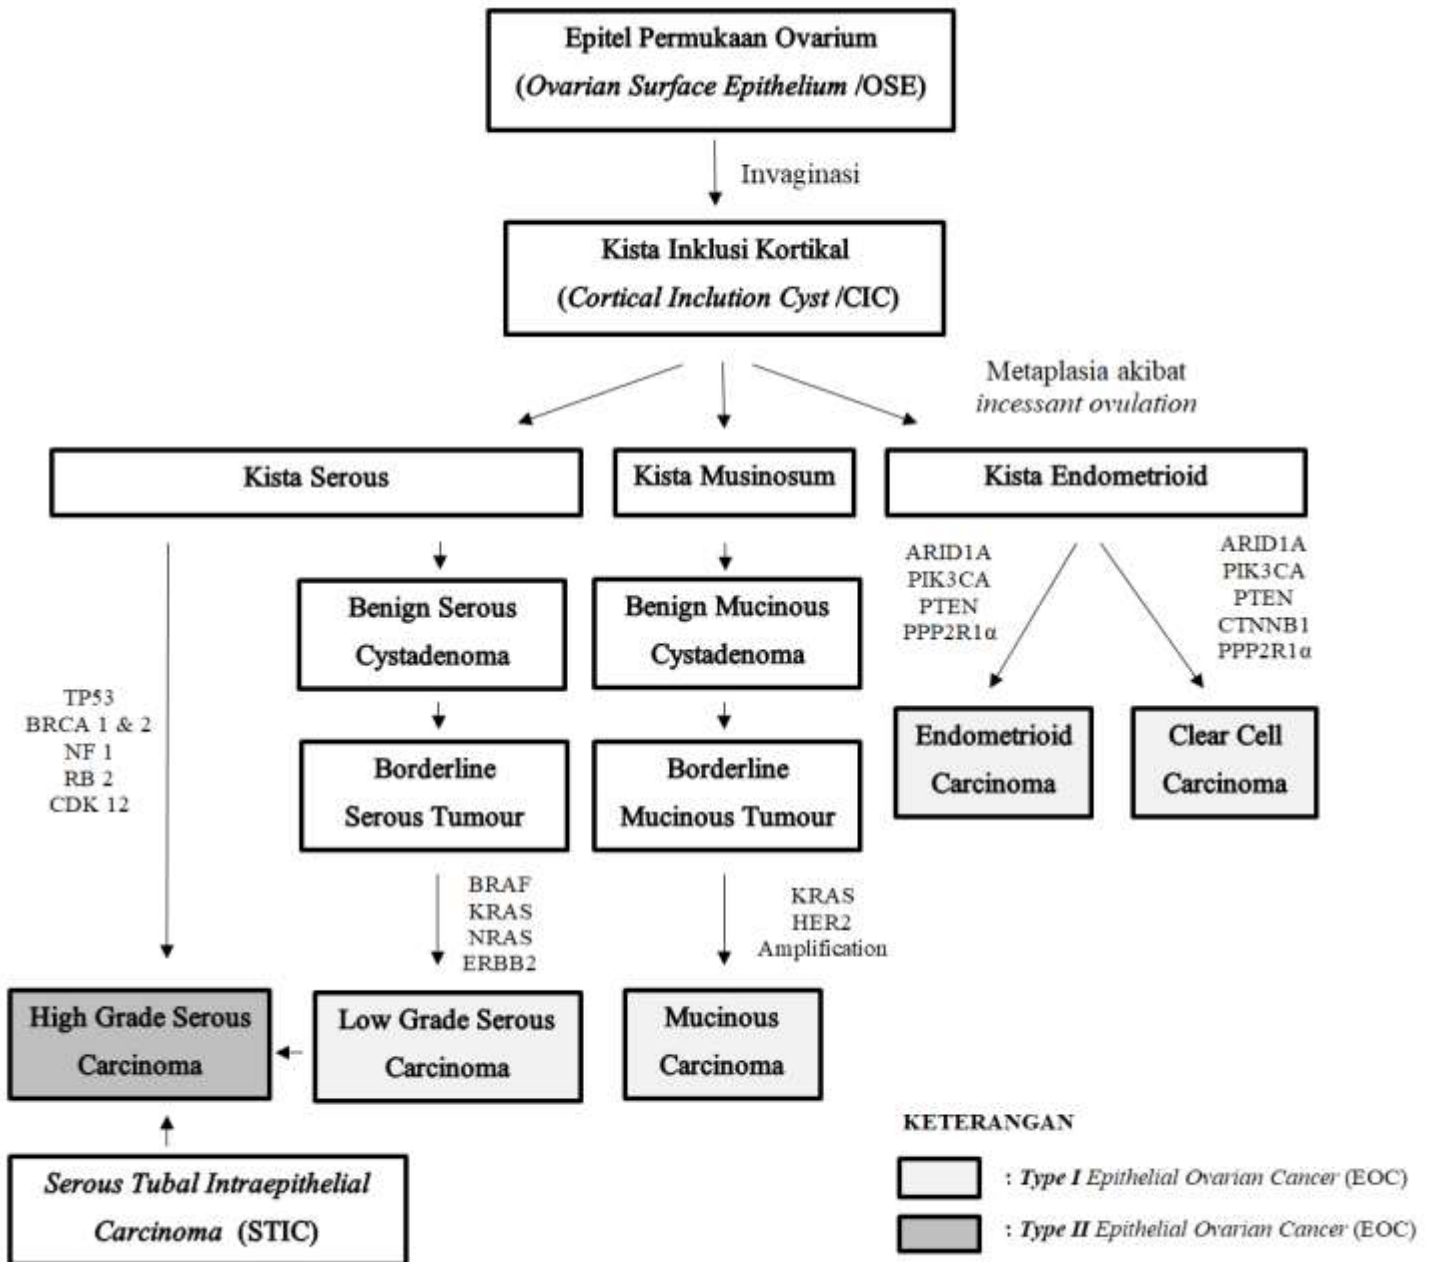 Epitel Permukaan Ovarium
(Ovarian Surface Epithelium /OSE)
Invaginasi
Kista Inklusi Kortikal
(Cortical Inclution Cyst /CIC)
Metaplasia akibat
incessant ovulation
Kista Serous
Kista Musinosum
Kista Endometrioid
ARID1A
PIK3CA
PTEN
PPP2R1α
ARID1A
PIK3CA
PTEN
CTNNB1
PPP2R1α
Benign Serous
Cystadenoma
Benign Mucinous
Cystadenoma
TP53
BRCA 1 & 2
NF 1
RB 2
CDK 12
Borderline
Serous Tumour
Borderline
Mucinous Tumour
Endometrioid
Carcinoma
Clear Cell
Carcinoma
BRAF
KRAS
NRAS
ERBB2
KRAS
HER2
Amplification
High Grade Serous
Carcinoma
Low Grade Serous
Carcinoma
Mucinous
Carcinoma
Serous Tubal Intraepithelial
Carcinoma (STIC)
KETERANGAN
: Type I Epithelial Ovarian Cancer (EOC)
: Type II Epithelial Ovarian Cancer (EOC)